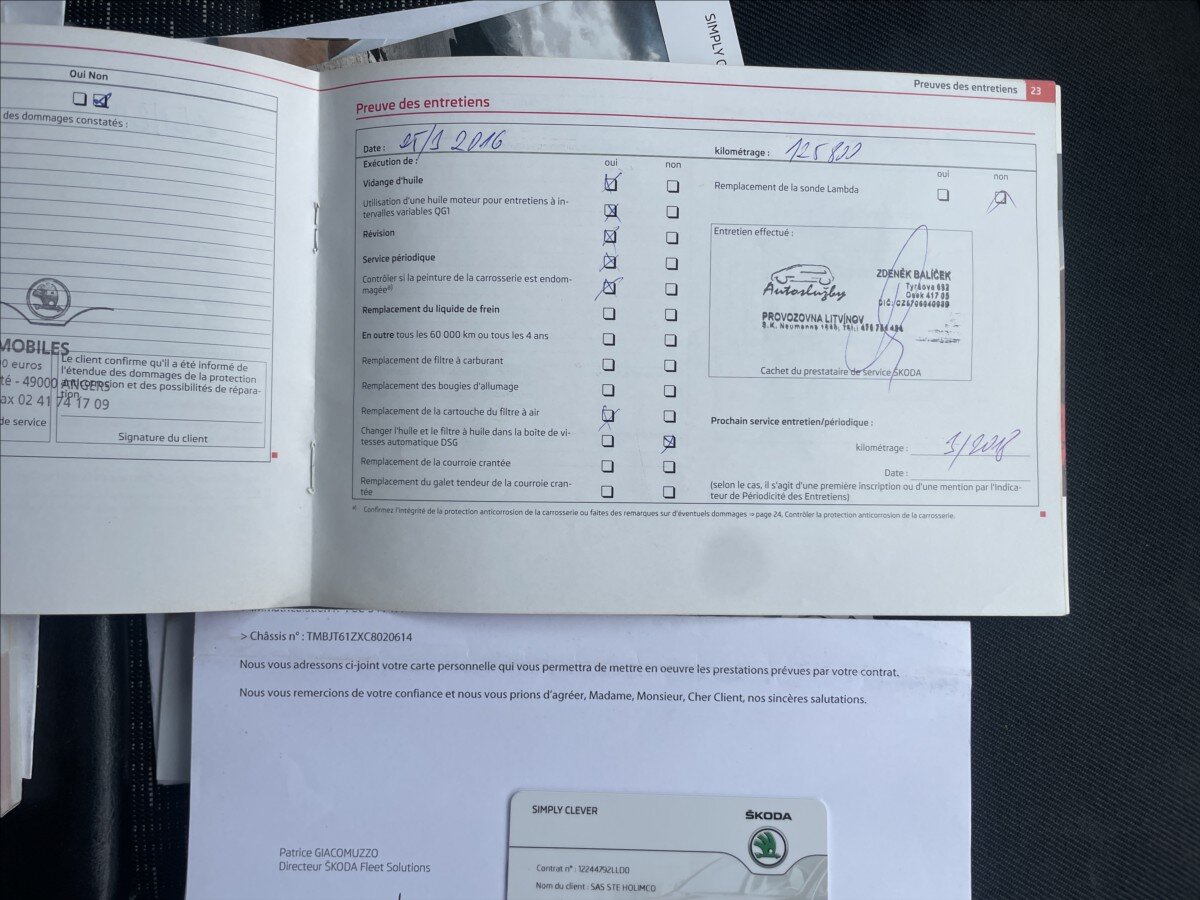 SIMPLY
Oui Non
des dommages constatés :
MOBILES
0 euros
té - 49000 ANGERS
ax 02 41 74 17 09
de service
Le client confirme qu'il a été informé de
l'étendue des dommages de la protection
anticorrosion et des possibilités de répara-
tion.
Signature du client
Preuves des entretiens 23
Preuve des entretiens
Date :
2016
kilométrage : 125800
Exécution de :
oui non
Vidange d'huile
Utilisation d'une huile moteur pour entretiens à in-
tervalles variables QG1
Révision
Service périodique
Contrôler si la peinture de la carrosserie est endom-
magée a)
Remplacement du liquide de frein
En outre tous les 60 000 km ou tous les 4 ans
Remplacement de filtre à carburant
Remplacement des bougies d'allumage
Remplacement de la cartouche du filtre à air
Changer l'huile et le filtre à huile dans la boîte de vi-
tesses automatique DSG
Remplacement de la courroie crantée
Remplacement du galet tendeur de la courroie cran-
tée
oui non
Remplacement de la sonde Lambda
Entretien effectué :
Autoslužby
ZDENĚK BALÍČEK
Tyršova 692
Osek 417 05
PROVOZOVNA LITVÍNOV
Cachet du prestataire de service ŠKODA
Prochain service entretien/périodique :
kilométrage : 3/2018
Date :
(selon le cas, il s'agit d'une première inscription ou d'une mention par l'Indica-
teur de Périodicité des Entretiens)
a) Confirmez l'intégrité de la protection anticorrosion de la carrosserie ou faites des remarques sur d'éventuels dommages ⇒ page 24, Contrôler la protection anticorrosion de la carrosserie.
> Châssis n° : TMBJT61ZXC8020614
Nous vous adressons ci-joint votre carte personnelle qui vous permettra de mettre en oeuvre les prestations prévues par votre contrat.
Nous vous remercions de votre confiance et nous vous prions d'agréer, Madame, Monsieur, Cher Client, nos sincères salutations.
Patrice GIACOMUZZO
Directeur ŠKODA Fleet Solutions
SIMPLY CLEVER
ŠKODA
Contrat n° : 12244792LLD0
Nom du client : SAS STE HOLIMCO